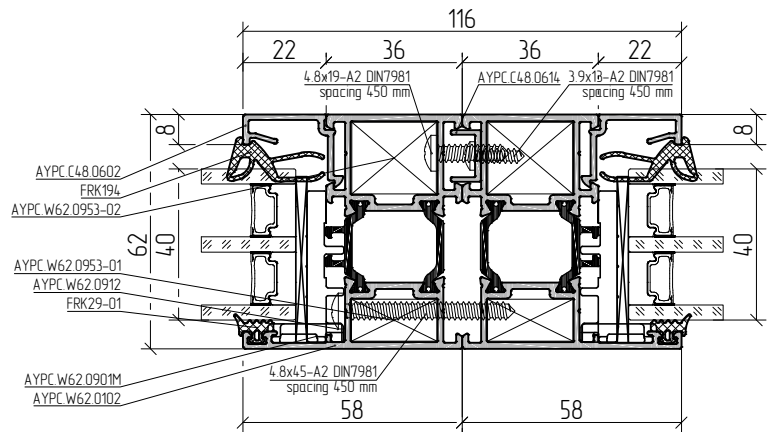 116
22
36
36
22
4.8x19-A2 DIN7981
spacing 450 mm
AYPC.C48.0614
3.9x13-A2 DIN7981
spacing 450 mm
8
8
AYPC.C48.0602
FRK194
AYPC.W62.0953-02
62
40
40
AYPC.W62.0953-01
AYPC.W62.0912
FRK29-01
AYPC.W62.0901M
AYPC.W62.0102
4.8x45-A2 DIN7981
spacing 450 mm
58
58